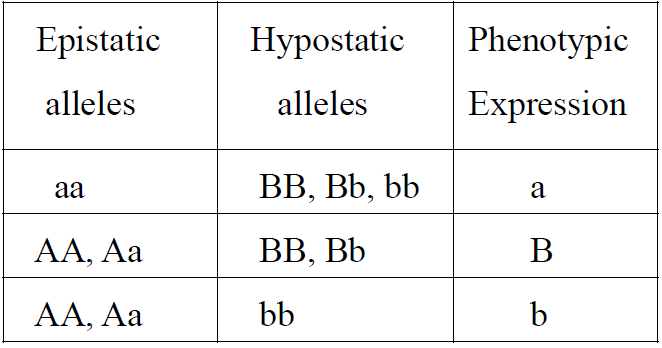 Epistatic alleles Hypostatic alleles Phenotypic Expression
aa BB, Bb, bb a
AA, Aa BB, Bb B
AA, Aa bb b